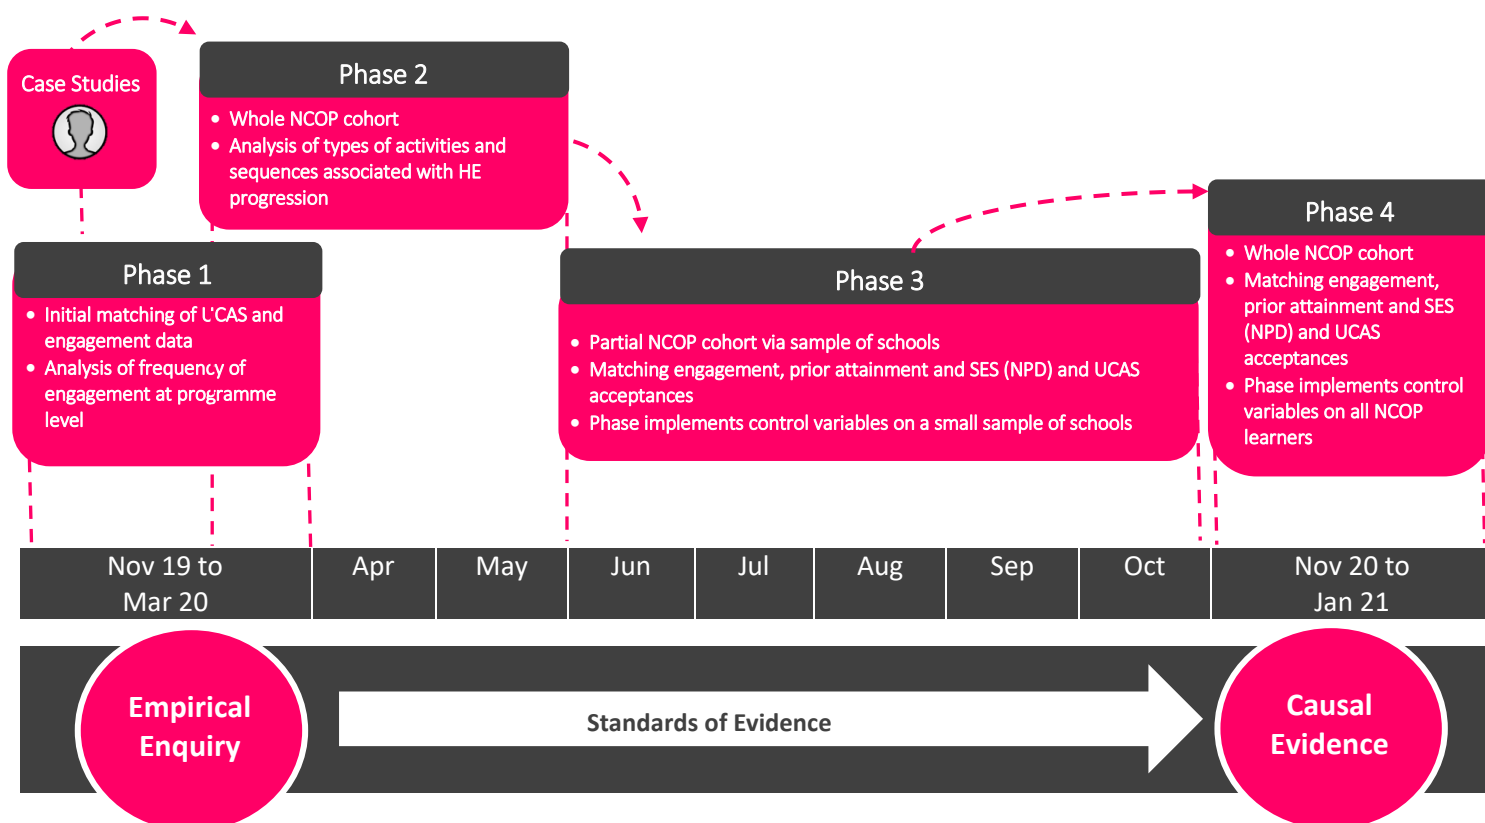 Case Studies
Phase 2
• Whole NCOP cohort
• Analysis of types of activities and
sequences associated with HE
progression
Phase 1
• Initial matching of UCAS and
engagement data
• Analysis of frequency of
engagement at programme
level
Phase 3
• Partial NCOP cohort via sample of schools
• Matching engagement, prior attainment and SES (NPD) and UCAS
acceptances
• Phase implements control variables on a small sample of schools
Phase 4
• Whole NCOP cohort
• Matching engagement,
prior attainment and SES
(NPD) and UCAS
acceptances
• Phase implements control
variables on all NCOP
learners
Nov 19 to
Mar 20
Apr
May
Jun
Jul
Aug
Sep
Oct
Nov 20 to
Jan 21
Empirical
Enquiry
Standards of Evidence
Causal
Evidence